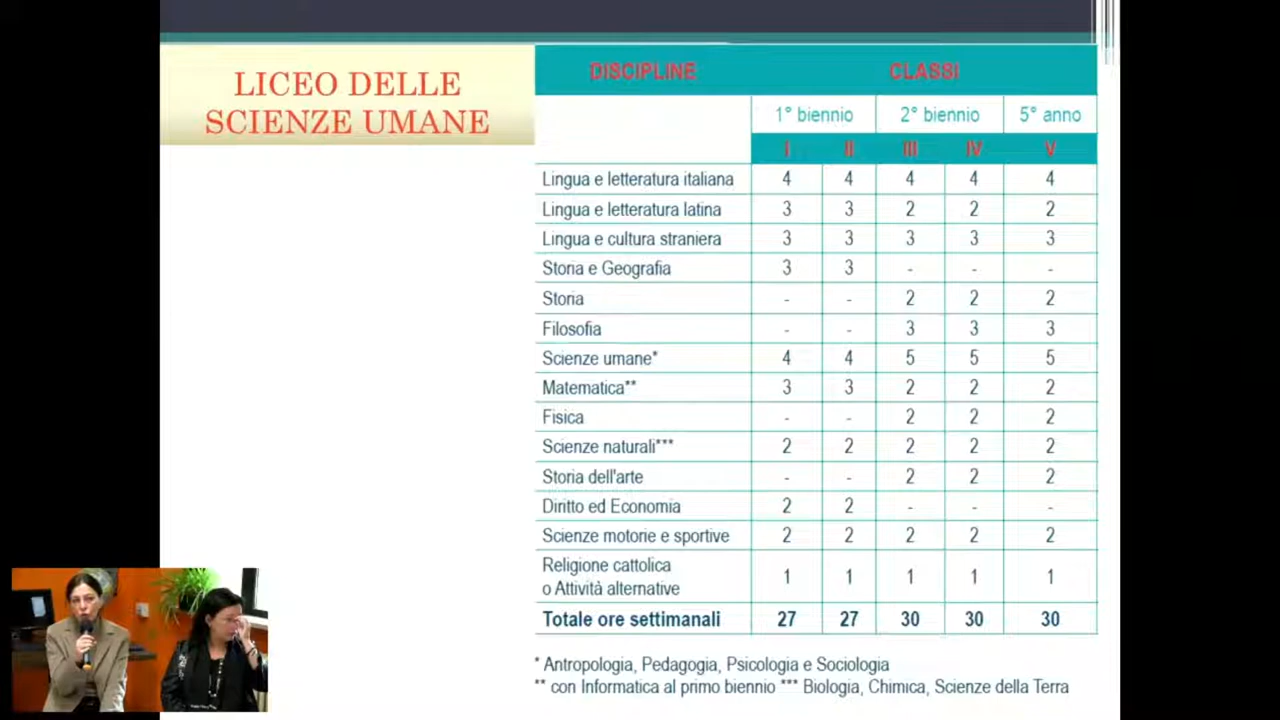 LICEO DELLE
SCIENZE UMANE
DISCIPLINE CLASSI
1° biennio 2° biennio 5° anno
I II III IV V
Lingua e letteratura italiana 4 4 4 4 4
Lingua e letteratura latina 3 3 2 2 2
Lingua e cultura straniera 3 3 3 3 3
Storia e Geografia 3 3 - - -
Storia - - 2 2 2
Filosofia - - 3 3 3
Scienze umane* 4 4 5 5 5
Matematica** 3 3 2 2 2
Fisica - - 2 2 2
Scienze naturali*** 2 2 2 2 2
Storia dell'arte - - 2 2 2
Diritto ed Economia 2 2 - - -
Scienze motorie e sportive 2 2 2 2 2
Religione cattolica
o Attività alternative 1 1 1 1 1
Totale ore settimanali 27 27 30 30 30
* Antropologia, Pedagogia, Psicologia e Sociologia
** con Informatica al primo biennio *** Biologia, Chimica, Scienze della Terra